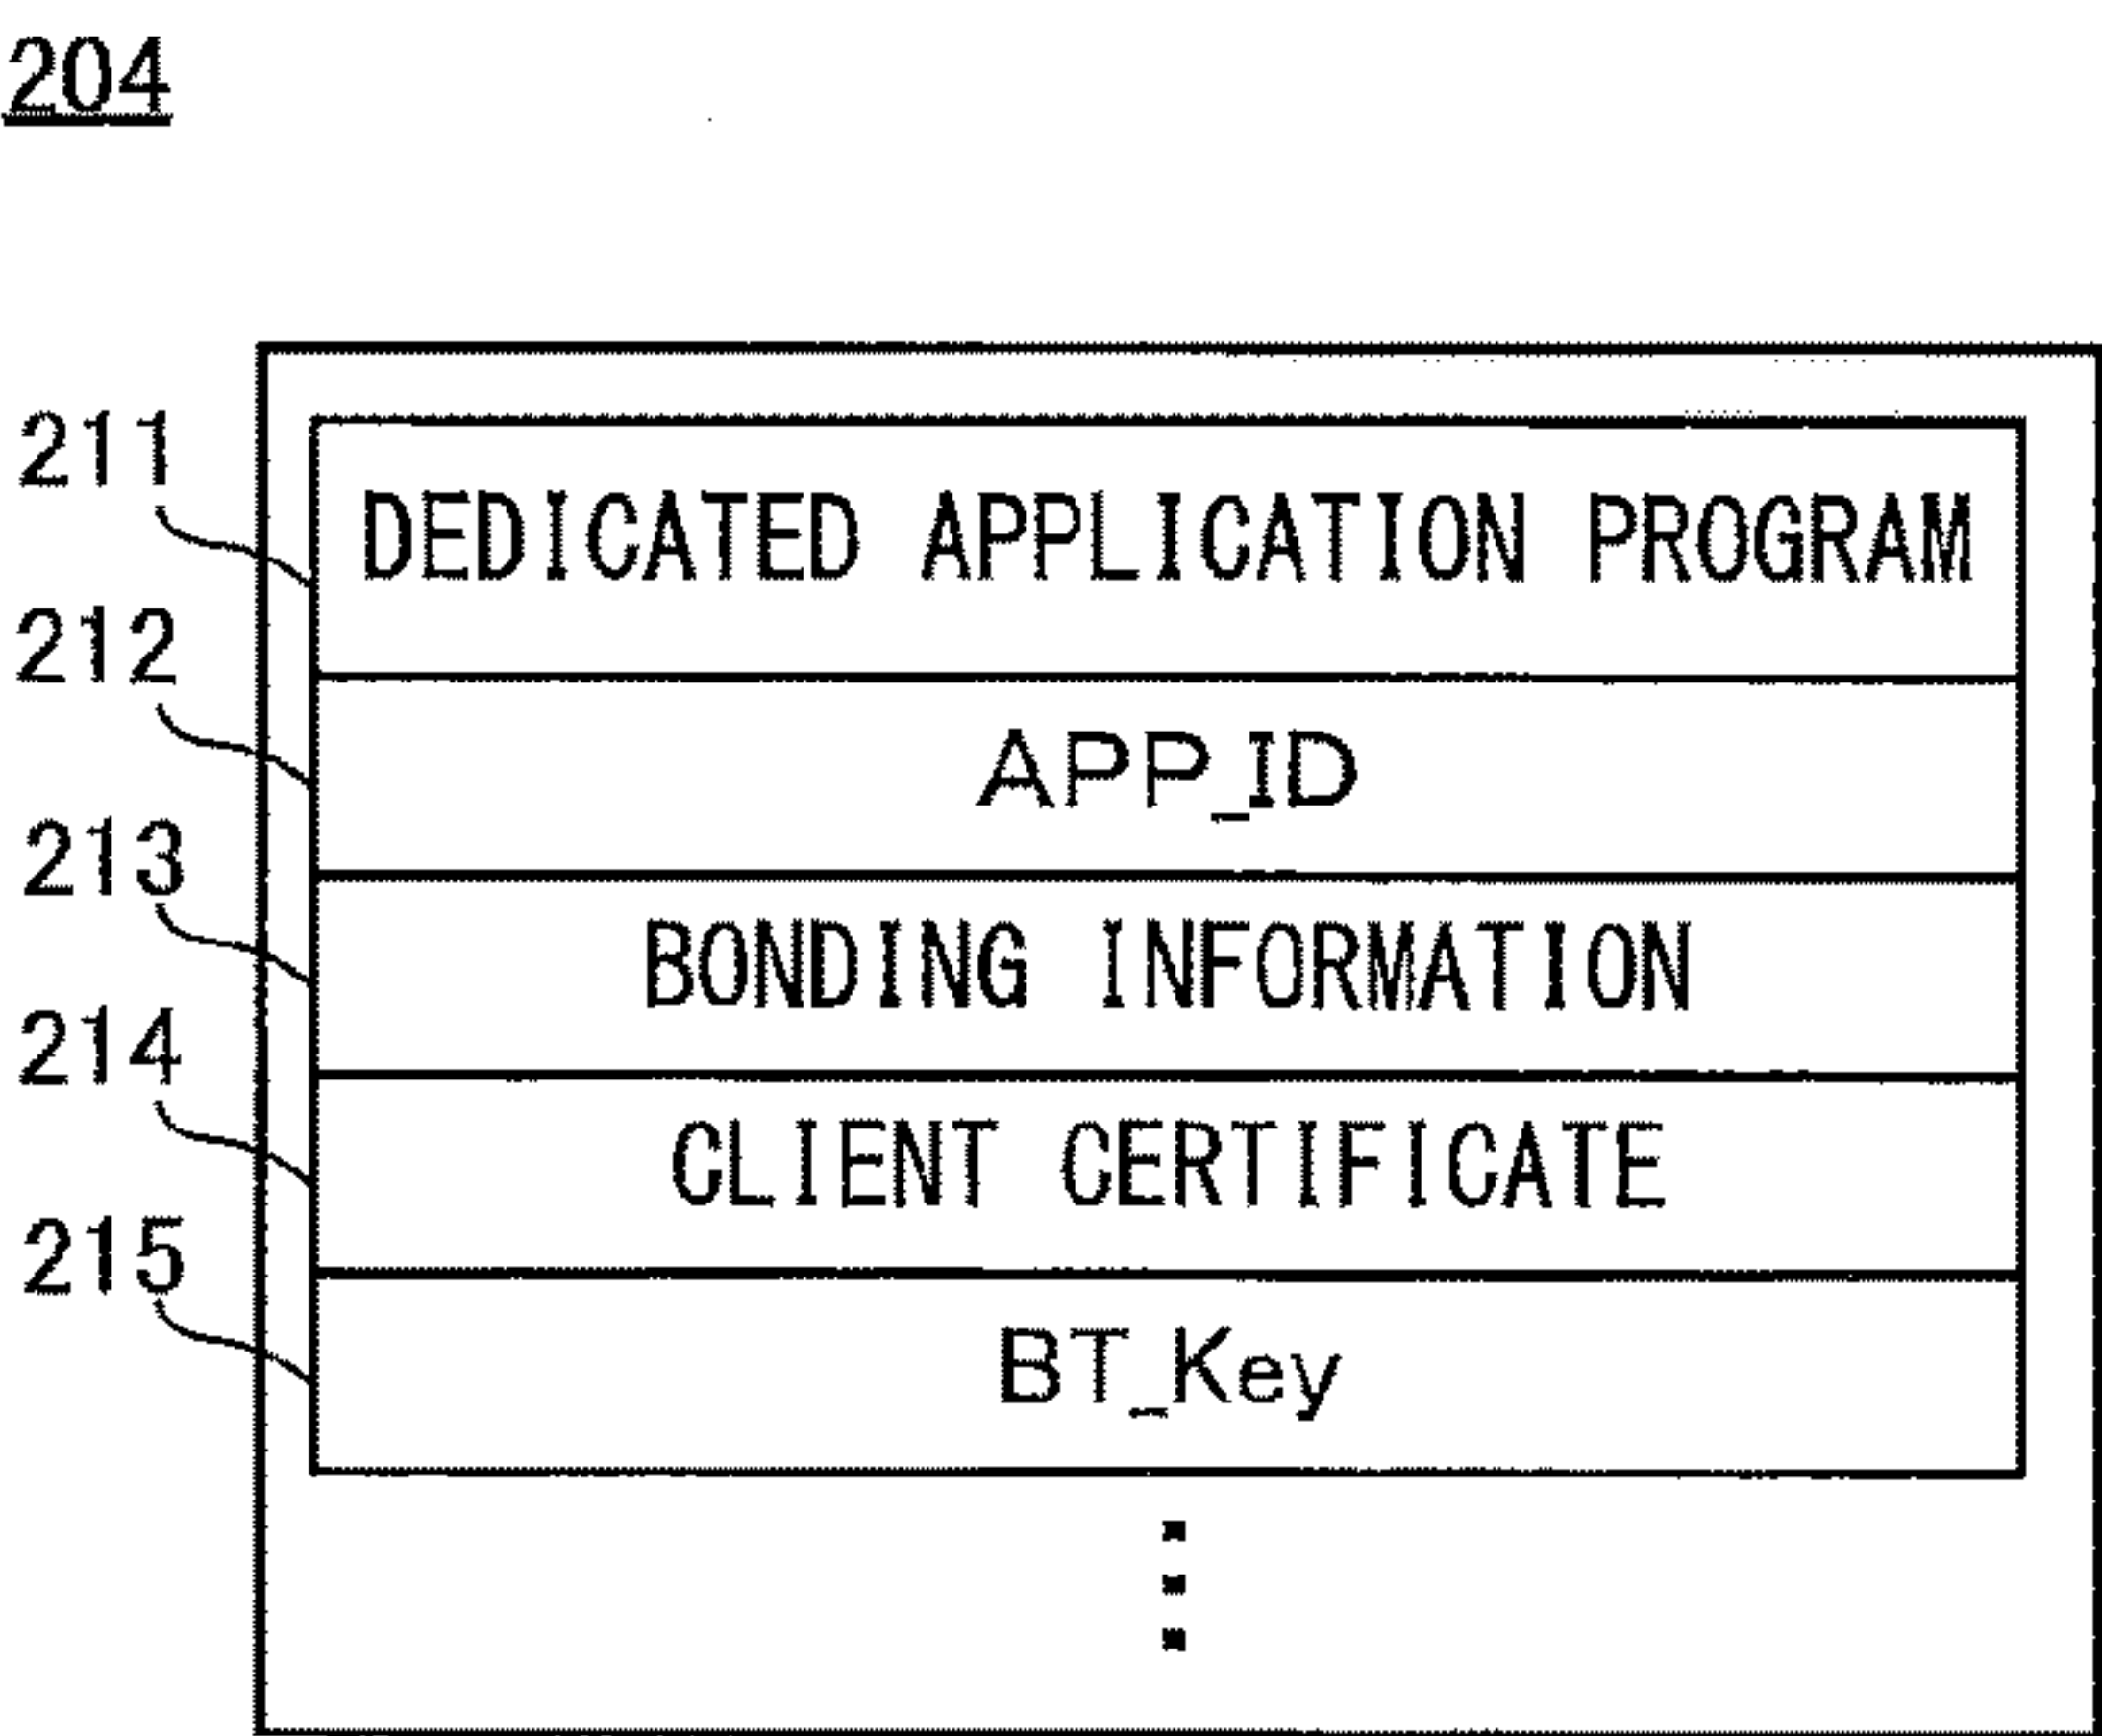 204
211
DEDICATED APPLICATION PROGRAM
212
APP_ID
213
BONDING INFORMATION
214
CLIENT CERTIFICATE
215
BT_Key